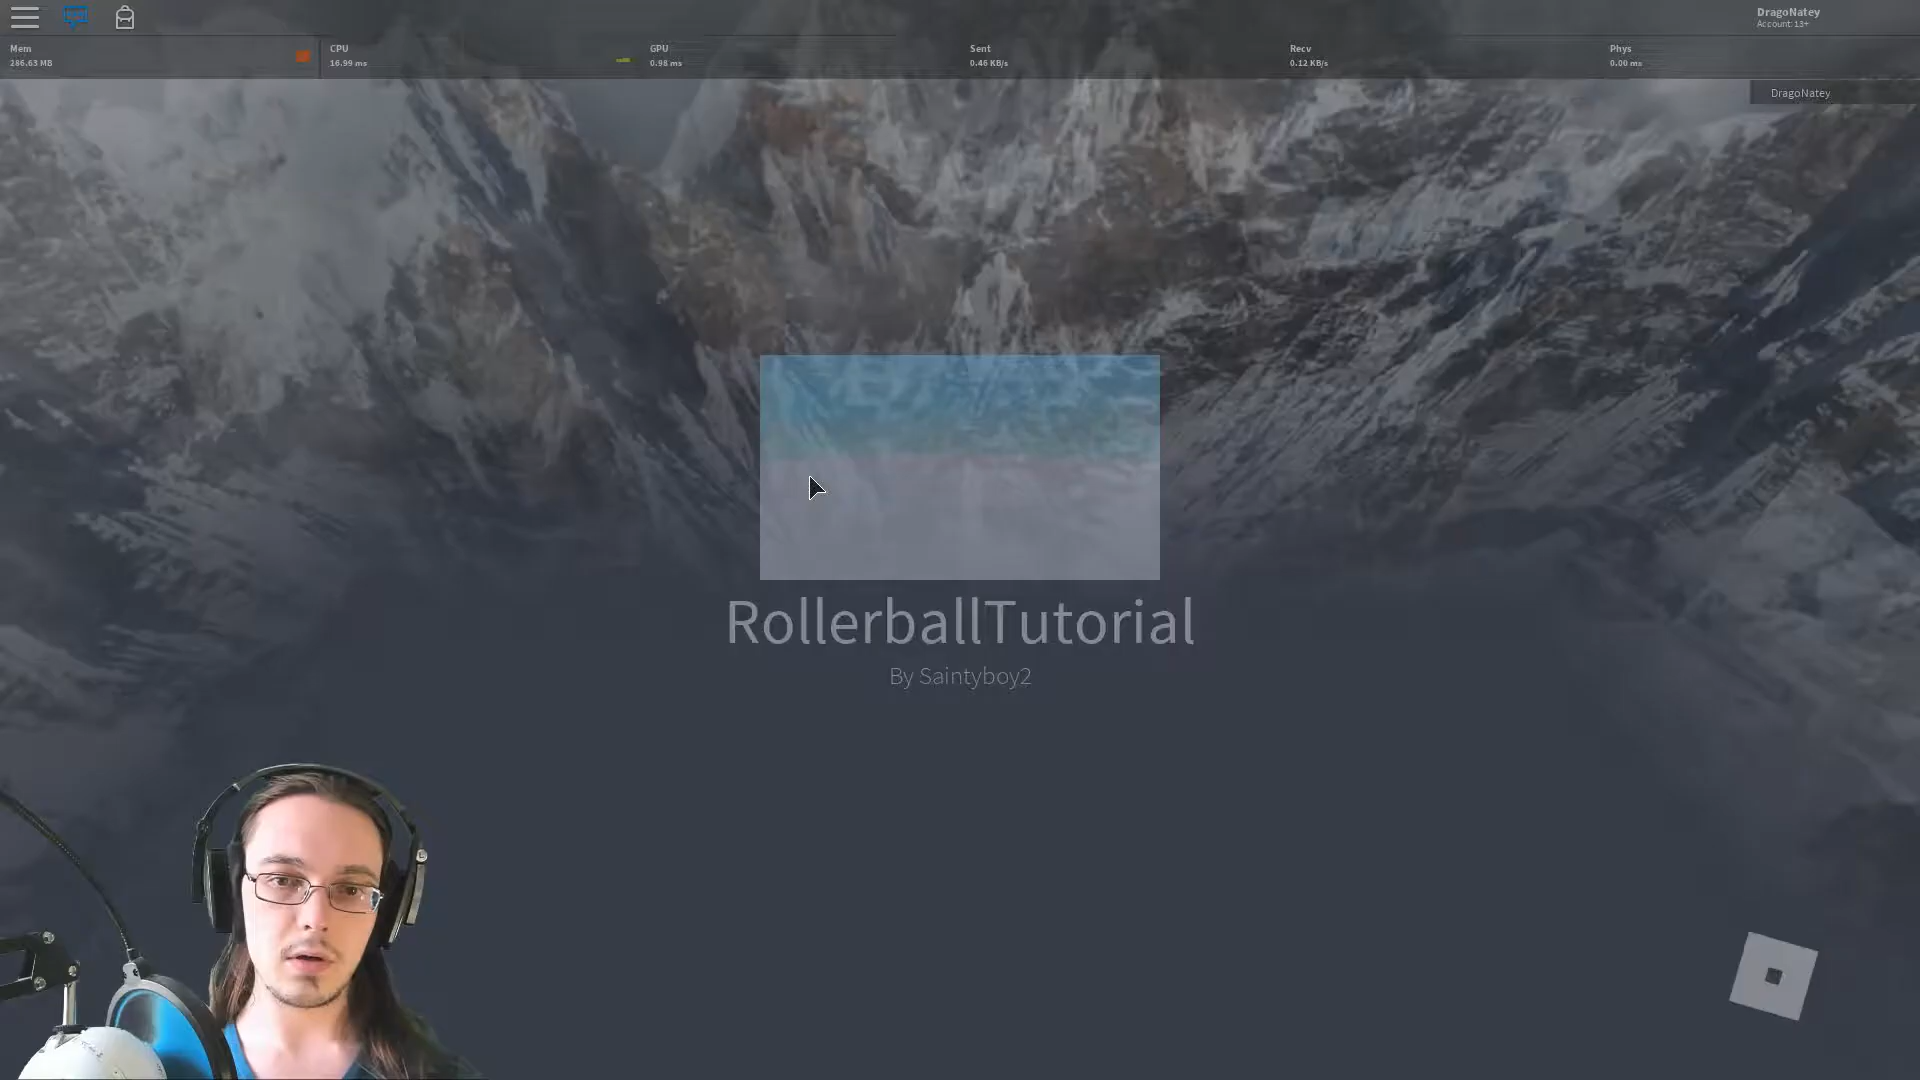 DragoNatey
Account: 13+
Mem
286.63 MB
CPU
16.99 ms
GPU
0.98 ms
Sent
0.46 KB/s
Recv
0.12 KB/s
Phys
0.00 ms
DragoNatey
RollerballTutorial
By Saintyboy2